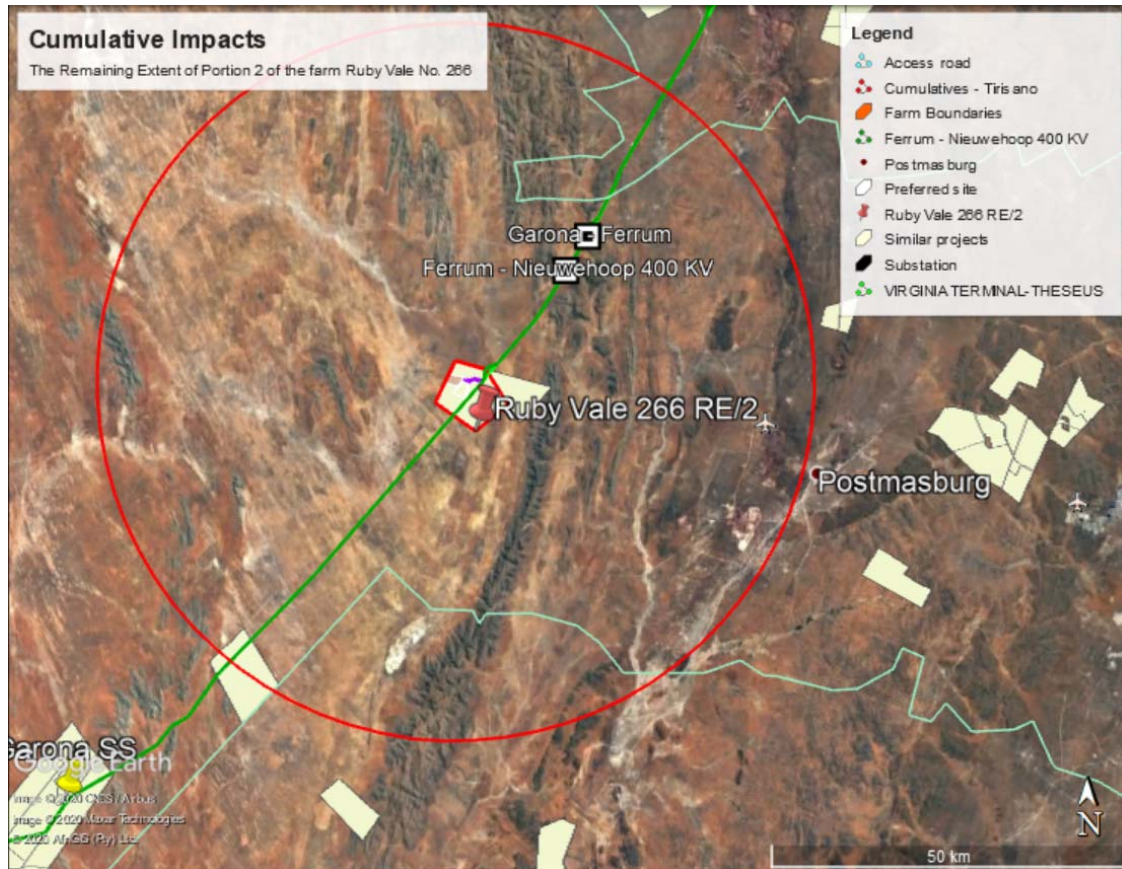 Cumulative Impacts
The Remaining Extent of Portion 2 of the farm Ruby Vale No. 266
Legend
Access road
Cumulatives - Tirisano
Farm Boundaries
Ferrum - Nieuwehoop 400 KV
Postmasburg
Preferred site
Ruby Vale 266 RE/2
Similar projects
Substation
VIRGINIA TERMINAL-THESEUS
Garona - Ferrum
Ferrum - Nieuwehoop 400 KV
Ruby Vale 266 RE/2
Postmasburg
Garona SS
Google Earth
Image © 2020 CNES / Airbus
Image © 2020 Maxar Technologies
© 2020 AfriGIS (Pty) Ltd.
N
50 km